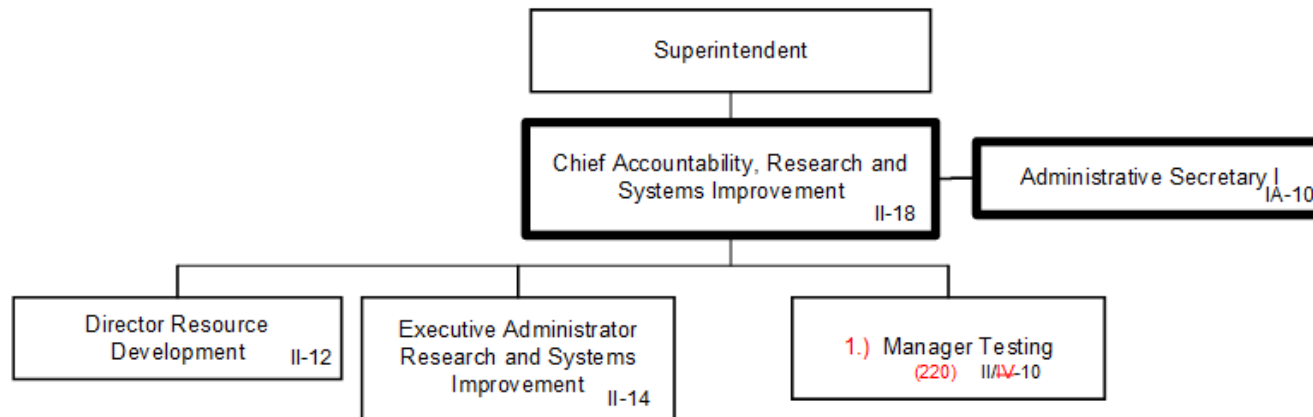 Superintendent
Chief Accountability, Research and
Systems Improvement
II-18
Administrative Secretary I
IA-10
Director Resource
Development
II-12
Executive Administrator
Research and Systems
Improvement
II-14
1.) Manager Testing
(220) II/IV-10